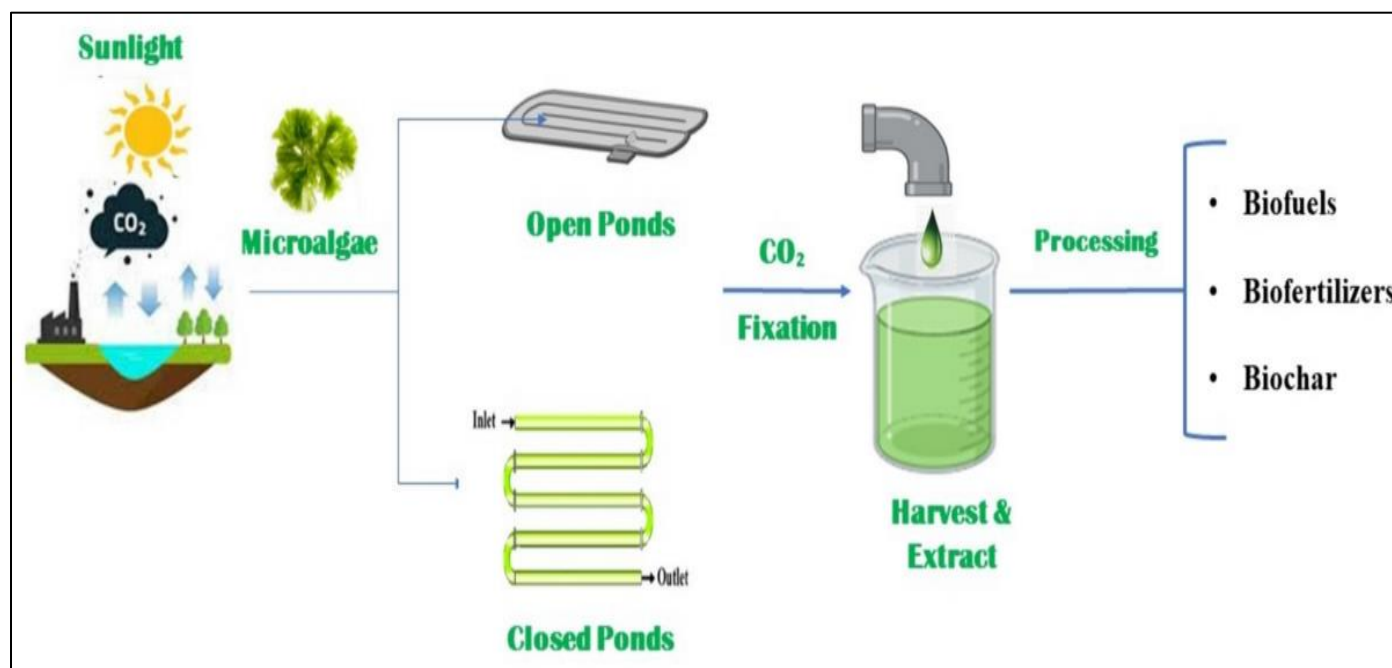 Sunlight
CO₂
Microalgae
Open Ponds
Inlet
Outlet
Closed Ponds
CO₂
Fixation
Harvest &
Extract
Processing
• Biofuels
• Biofertilizers
• Biochar